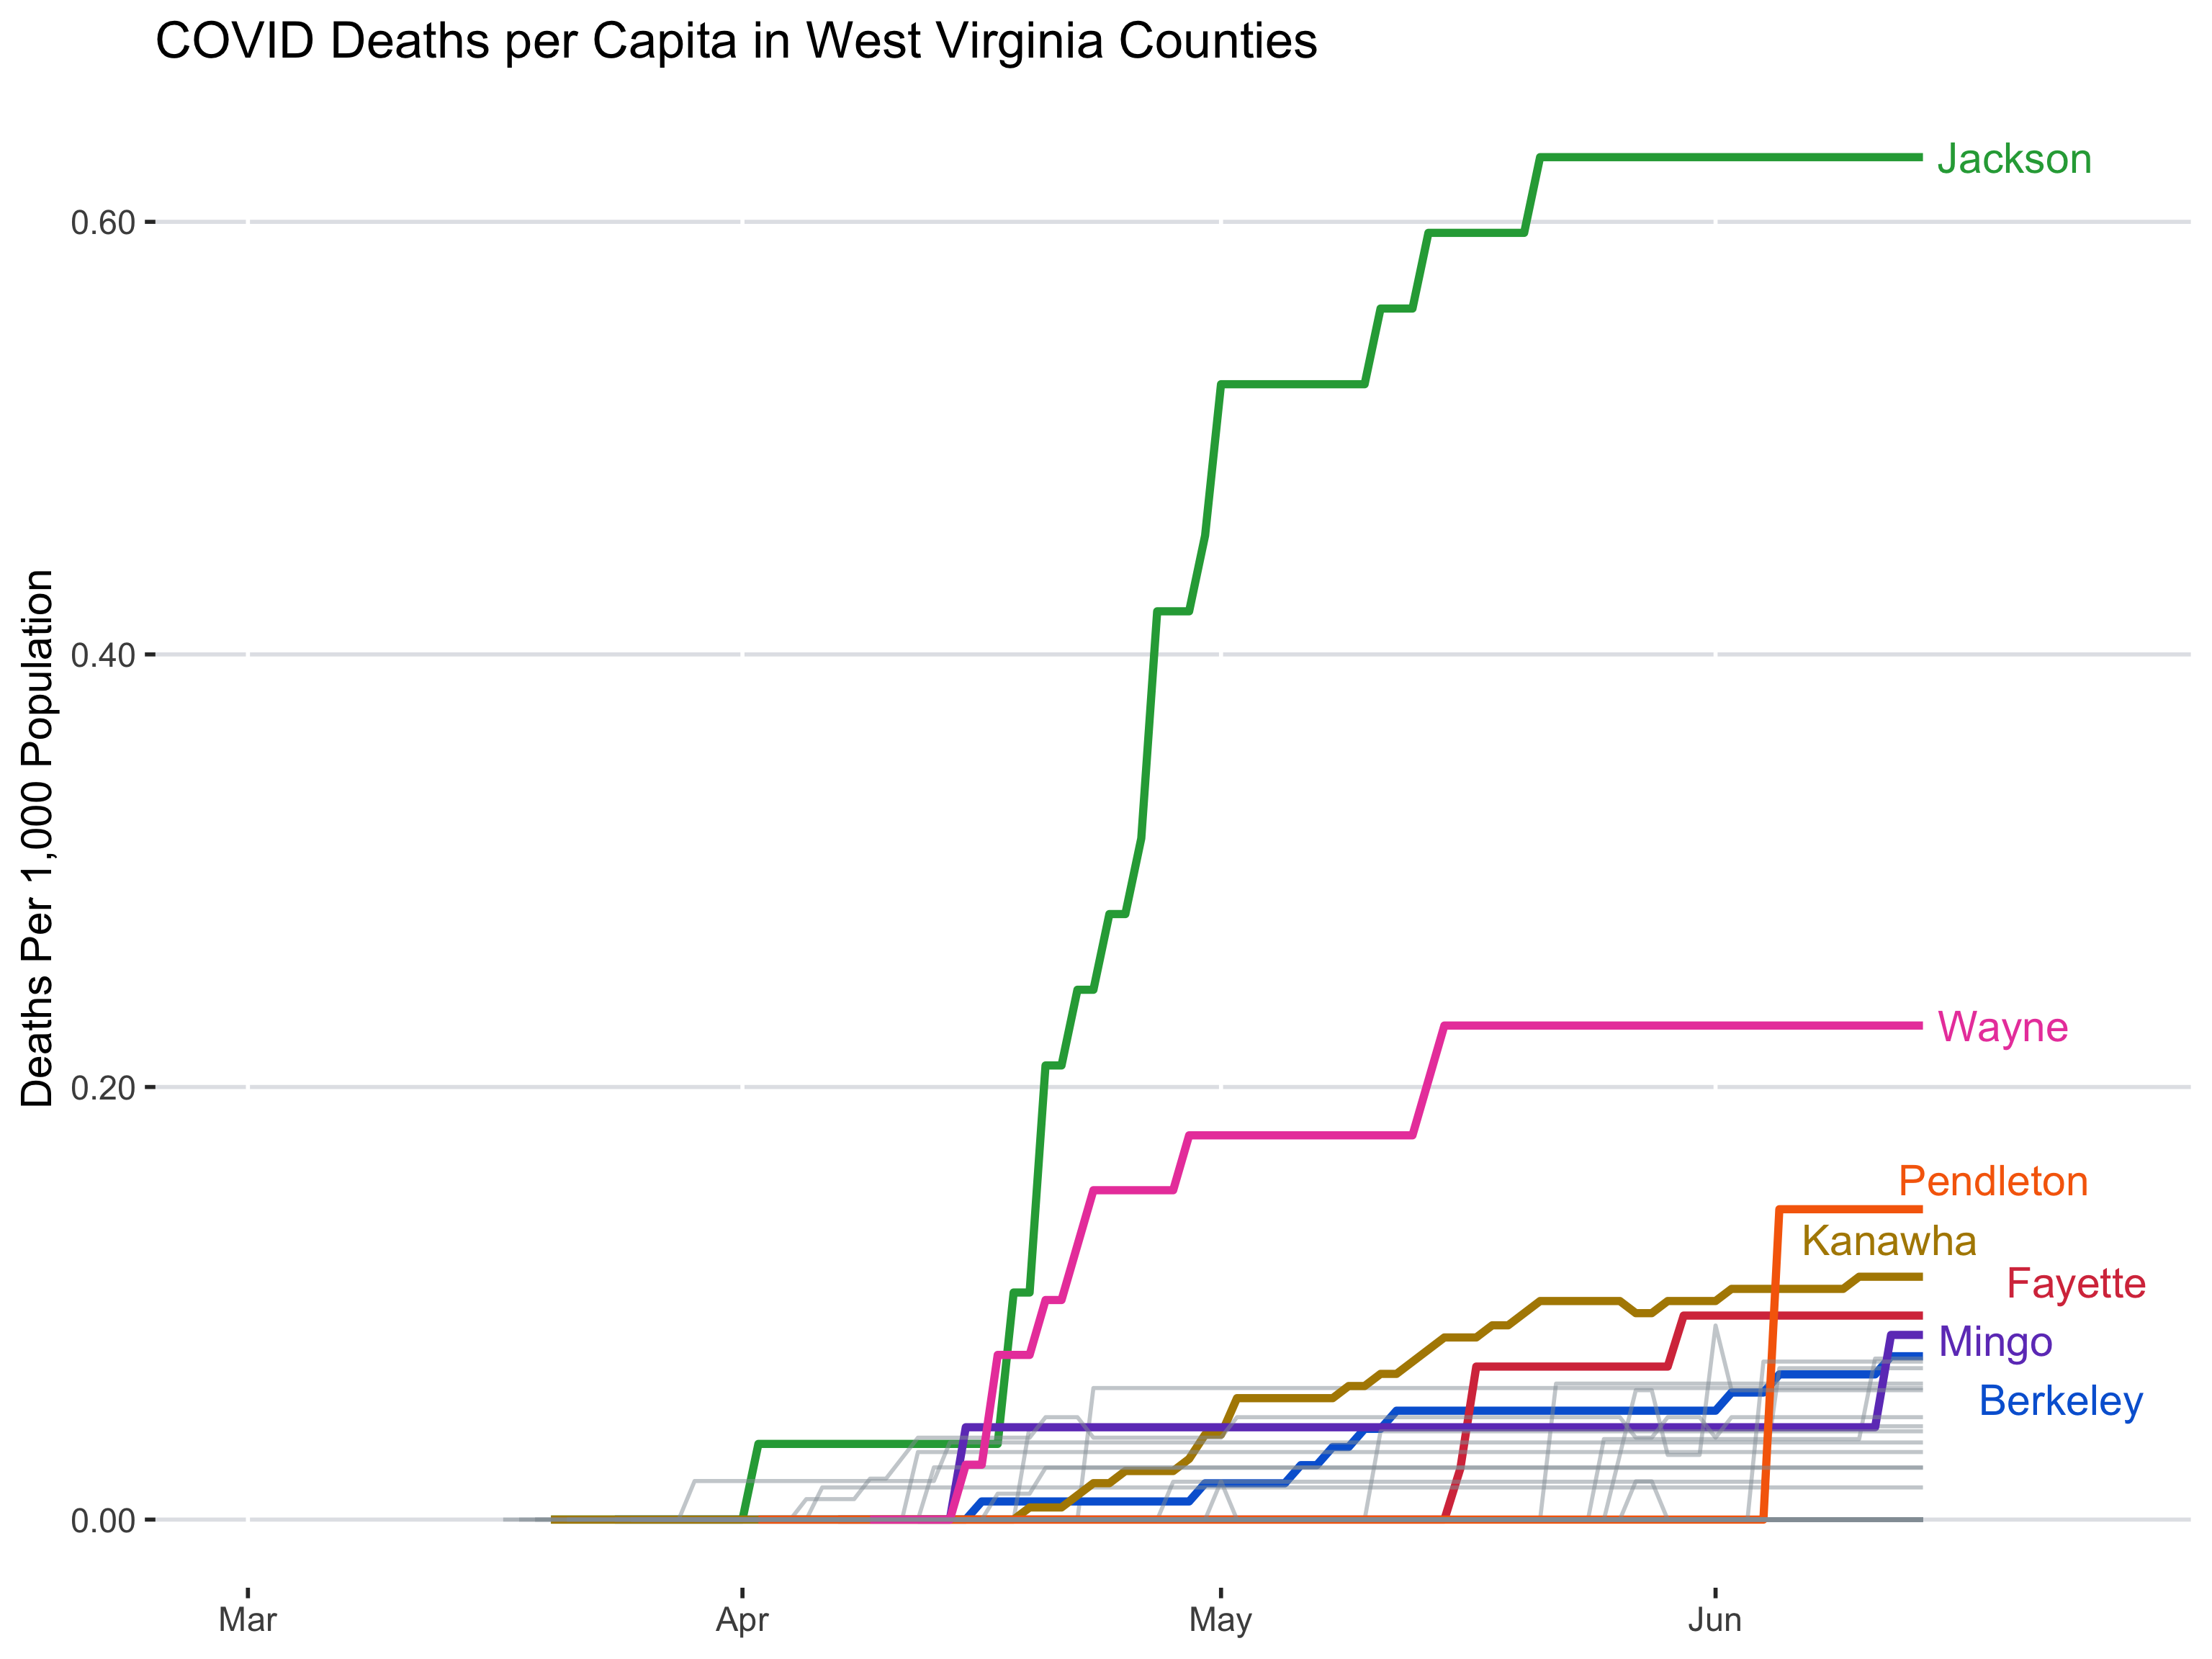 COVID Deaths per Capita in West Virginia Counties
Deaths Per 1,000 Population
0.60
0.40
0.20
0.00
Jackson
Wayne
Pendleton
Kanawha
Fayette
Mingo
Berkeley
Mar
Apr
May
Jun